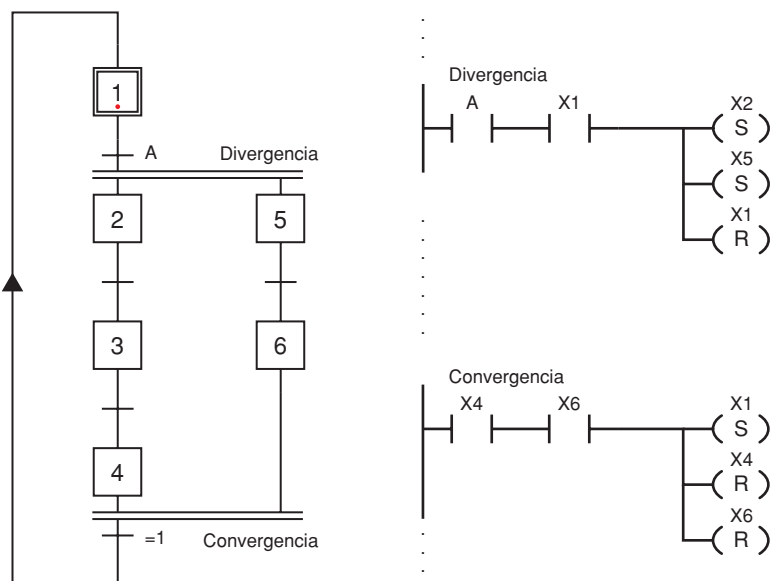 1
A
Divergencia
2
5
3
6
4
=1
Convergencia
Divergencia
A X1 X2
S
X5
S
X1
R
Convergencia
X4 X6 X1
S
X4
R
X6
R